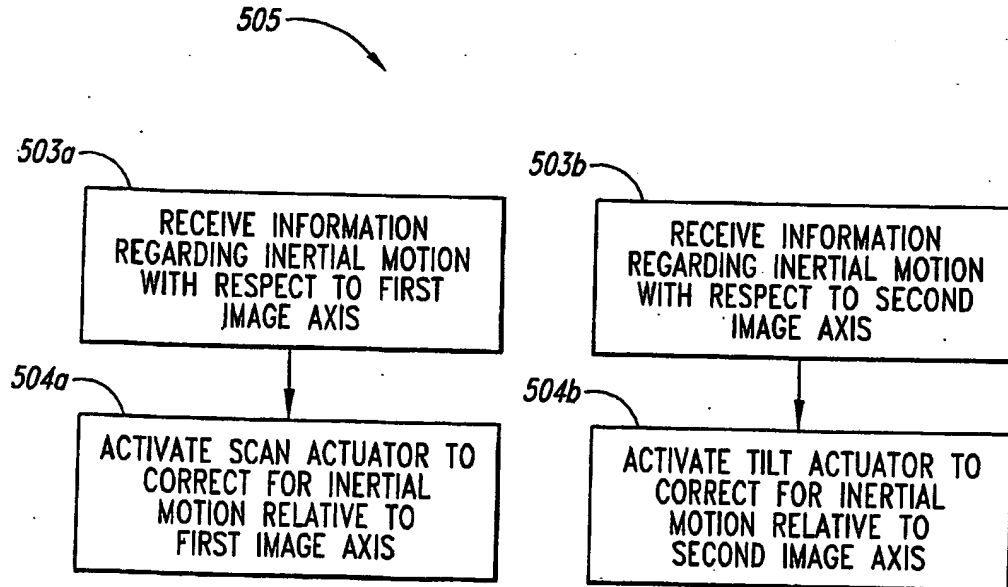 505
503a
RECEIVE INFORMATION
REGARDING INERTIAL MOTION
WITH RESPECT TO FIRST
IMAGE AXIS
503b
RECEIVE INFORMATION
REGARDING INERTIAL MOTION
WITH RESPECT TO SECOND
IMAGE AXIS
504a
ACTIVATE SCAN ACTUATOR TO
CORRECT FOR INERTIAL
MOTION RELATIVE TO
FIRST IMAGE AXIS
504b
ACTIVATE TILT ACTUATOR TO
CORRECT FOR INERTIAL
MOTION RELATIVE TO
SECOND IMAGE AXIS